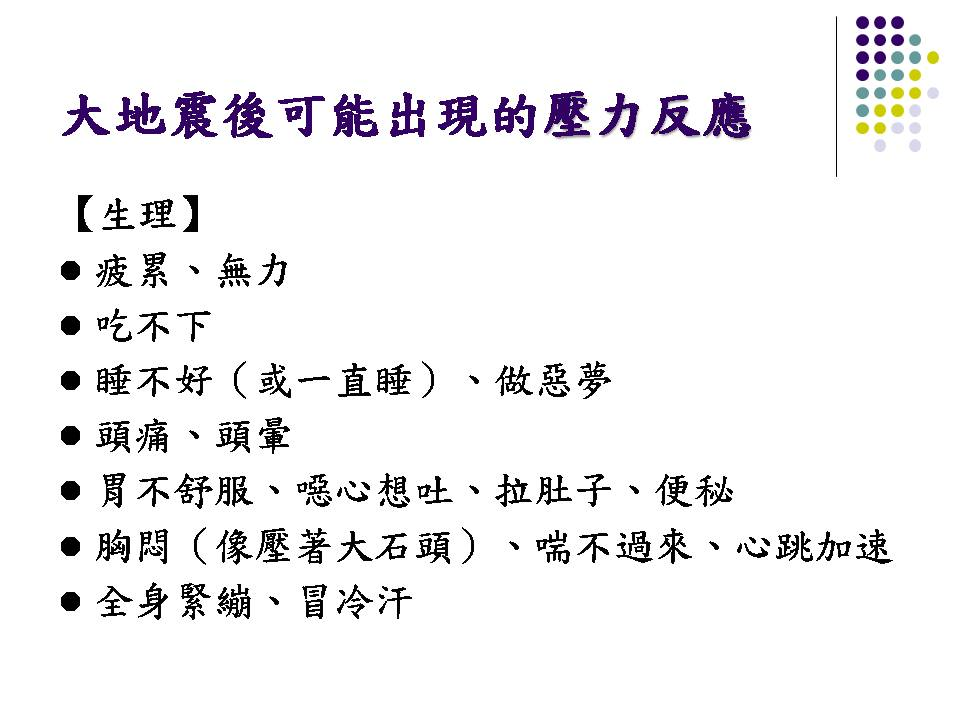 大地震後可能出現的壓力反應
【生理】
● 疲累、無力
● 吃不下
● 睡不好（或一直睡）、做惡夢
● 頭痛、頭暈
● 胃不舒服、噁心想吐、拉肚子、便秘
● 胸悶（像壓著大石頭）、喘不過來、心跳加速
● 全身緊繃、冒冷汗